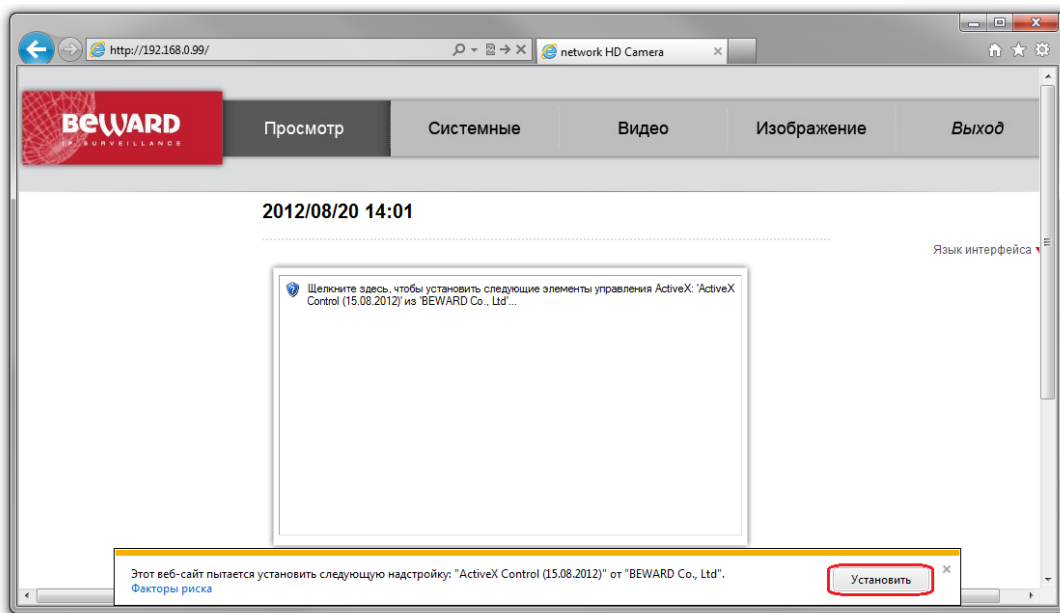 http://192.168.0.99/
network HD Camera
BEWARD
IP SURVEILLANCE
Просмотр
Системные
Видео
Изображение
Выход
2012/08/20 14:01
Язык интерфейса
Щелкните здесь, чтобы установить следующие элементы управления ActiveX: 'ActiveX
Control (15.08.2012)' из 'BEWARD Co., Ltd'...
Этот веб-сайт пытается установить следующую надстройку: "ActiveX Control (15.08.2012)" от "BEWARD Co., Ltd".
Факторы риска
Установить